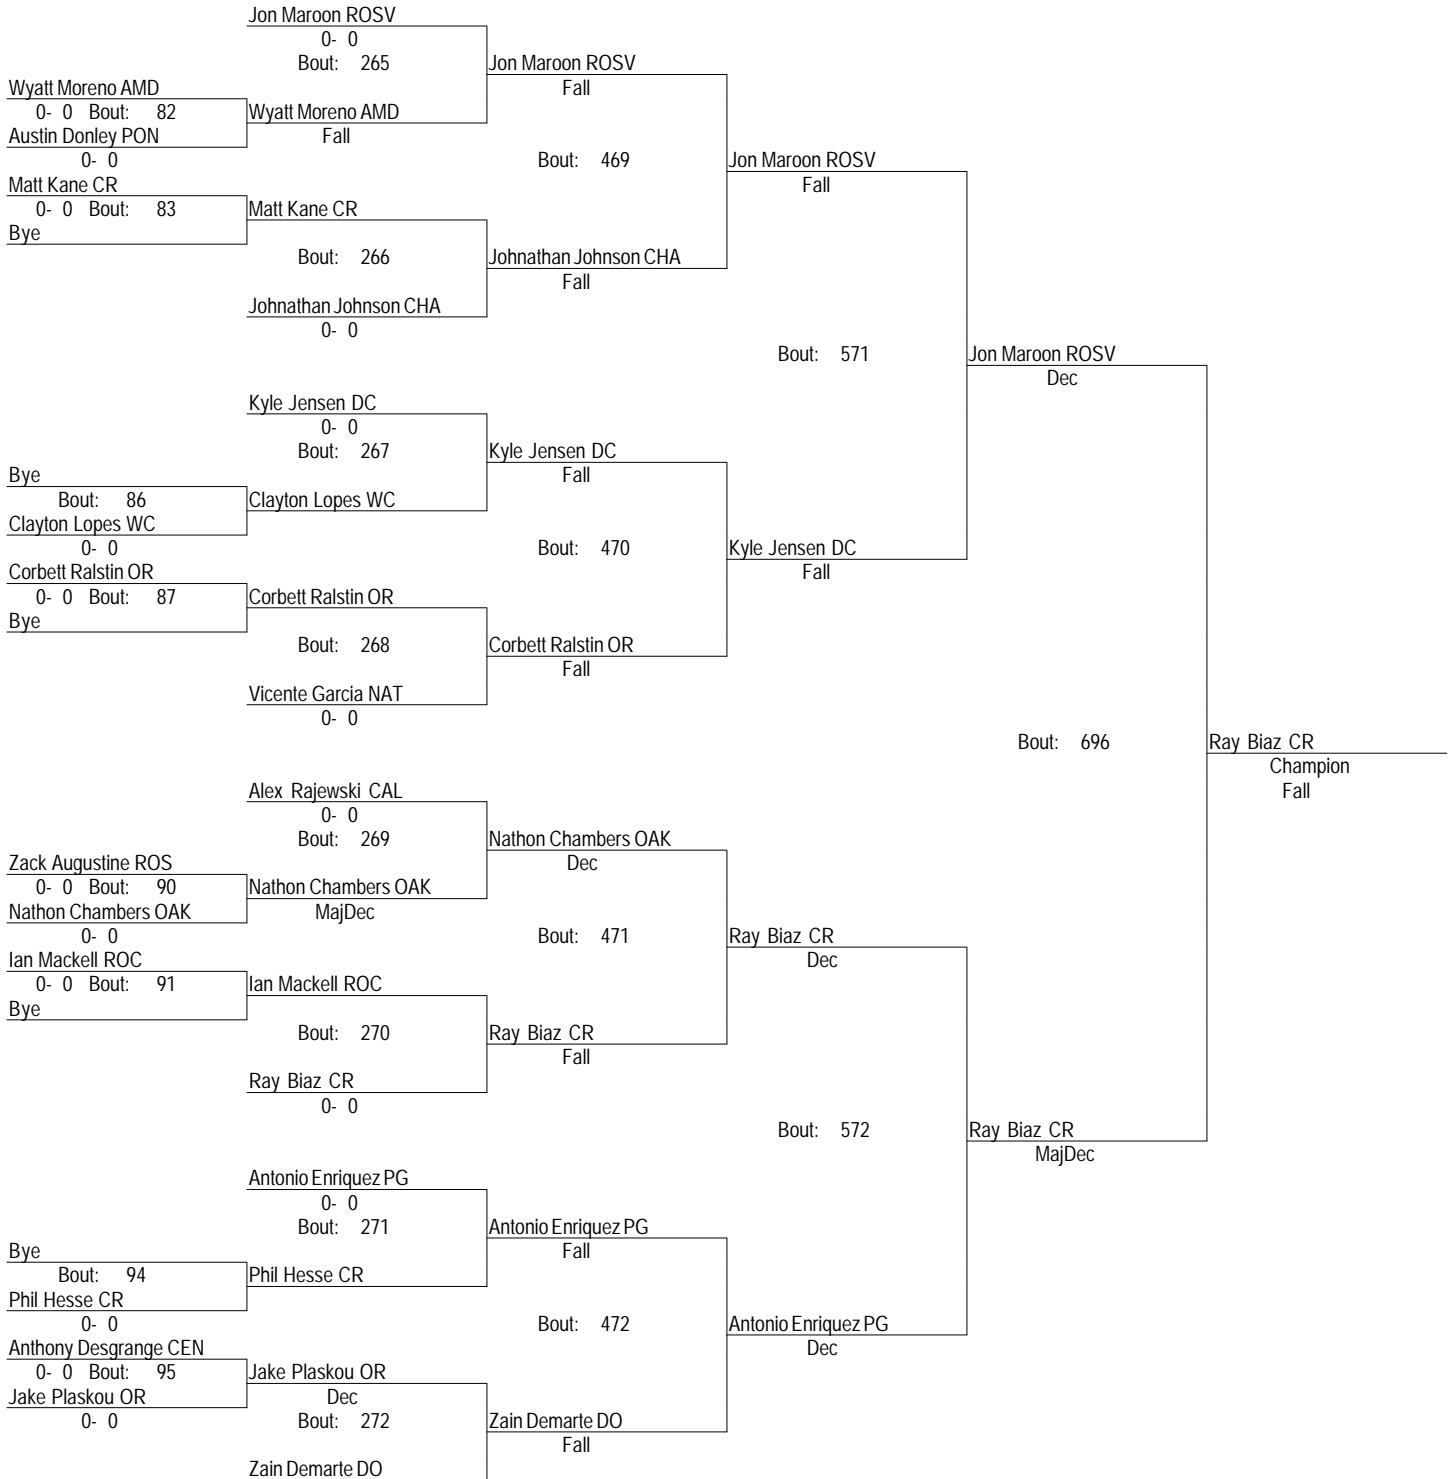 Jon Maroon ROSV
0- 0
Bout: 265
Jon Maroon ROSV
Fall
Wyatt Moreno AMD
0- 0 Bout: 82
Wyatt Moreno AMD
Fall
Austin Donley PON
0- 0
Bout: 469
Jon Maroon ROSV
Fall
Matt Kane CR
0- 0 Bout: 83
Matt Kane CR
Bye
Bout: 266
Johnathan Johnson CHA
Fall
Johnathan Johnson CHA
0- 0
Bout: 571
Jon Maroon ROSV
Dec
Kyle Jensen DC
0- 0
Bout: 267
Kyle Jensen DC
Fall
Bye
Bout: 86
Clayton Lopes WC
Clayton Lopes WC
0- 0
Bout: 470
Kyle Jensen DC
Fall
Corbett Ralstin OR
0- 0 Bout: 87
Corbett Ralstin OR
Bye
Bout: 268
Corbett Ralstin OR
Fall
Vicente Garcia NAT
0- 0
Bout: 696
Ray Biaz CR
Champion
Fall
Alex Rajewski CAL
0- 0
Bout: 269
Nathon Chambers OAK
Dec
Zack Augustine ROS
0- 0 Bout: 90
Nathon Chambers OAK
MajDec
Nathon Chambers OAK
0- 0
Bout: 471
Ray Biaz CR
Dec
Ian Mackell ROC
0- 0 Bout: 91
Ian Mackell ROC
Bye
Bout: 270
Ray Biaz CR
Fall
Ray Biaz CR
0- 0
Bout: 572
Ray Biaz CR
MajDec
Antonio Enriquez PG
0- 0
Bout: 271
Antonio Enriquez PG
Fall
Bye
Bout: 94
Phil Hesse CR
Phil Hesse CR
0- 0
Bout: 472
Antonio Enriquez PG
Dec
Anthony Desgrange CEN
0- 0 Bout: 95
Jake Plaskou OR
Dec
Jake Plaskou OR
0- 0
Bout: 272
Zain Demarte DO
Fall
Zain Demarte DO